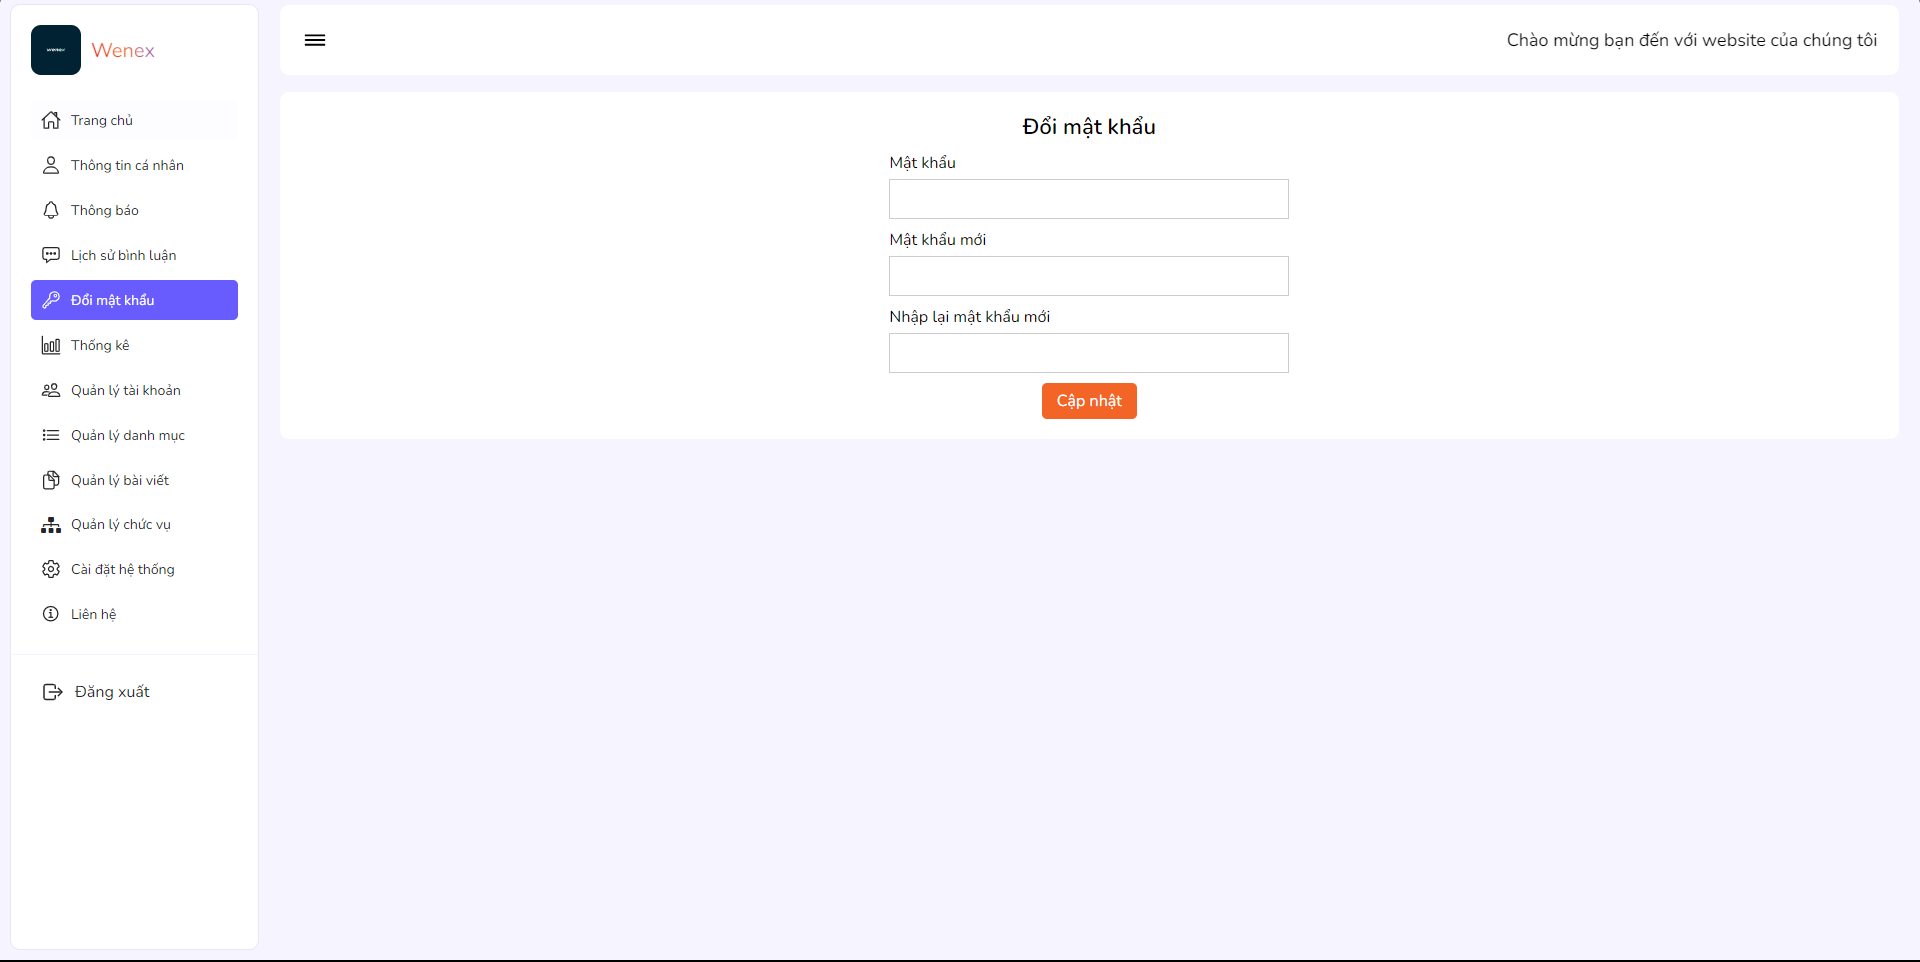 wenex
Wenex
Trang chủ
Thông tin cá nhân
Thông báo
Lịch sử bình luận
Đổi mật khẩu
Thống kê
Quản lý tài khoản
Quản lý danh mục
Quản lý bài viết
Quản lý chức vụ
Cài đặt hệ thống
Liên hệ
Đăng xuất
Chào mừng bạn đến với website của chúng tôi
Đổi mật khẩu
Mật khẩu
Mật khẩu mới
Nhập lại mật khẩu mới
Cập nhật